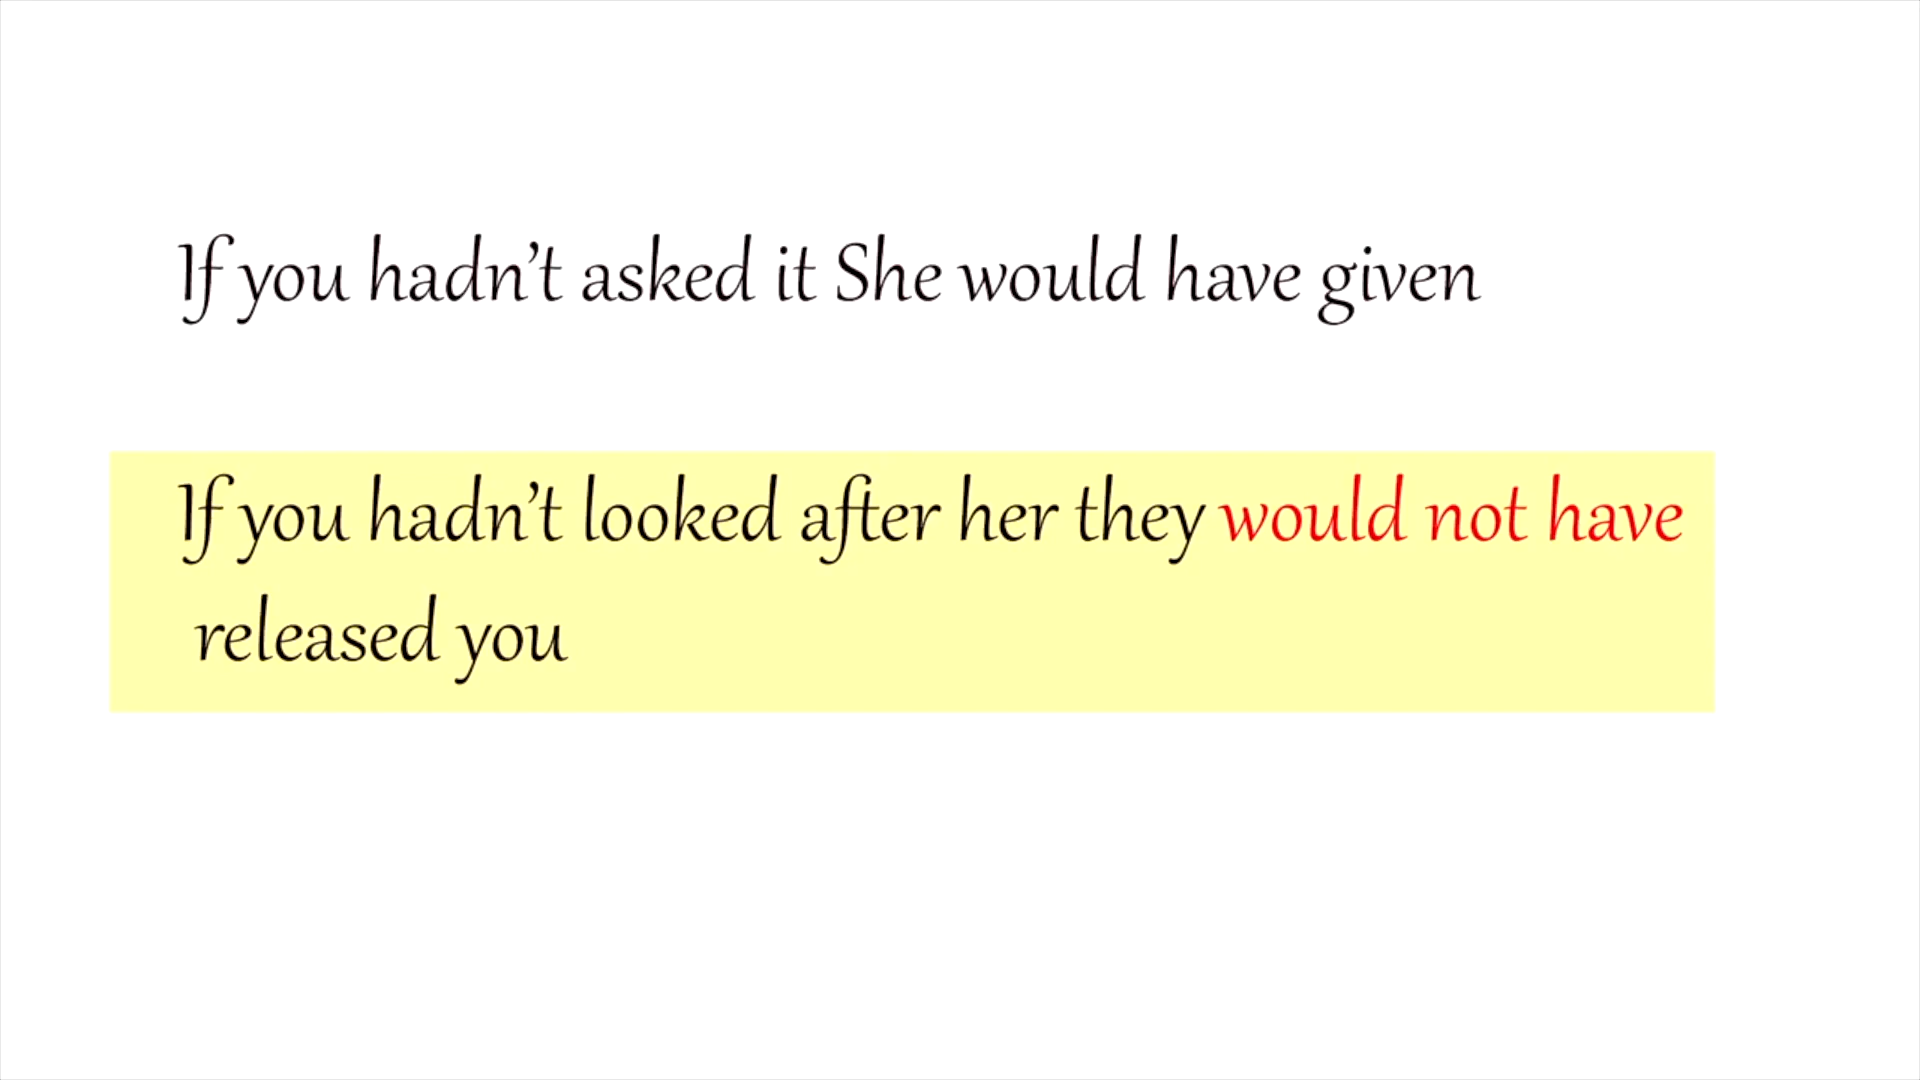 If you hadn’t asked it She would have given
If you hadn’t looked after her they would not have
released you